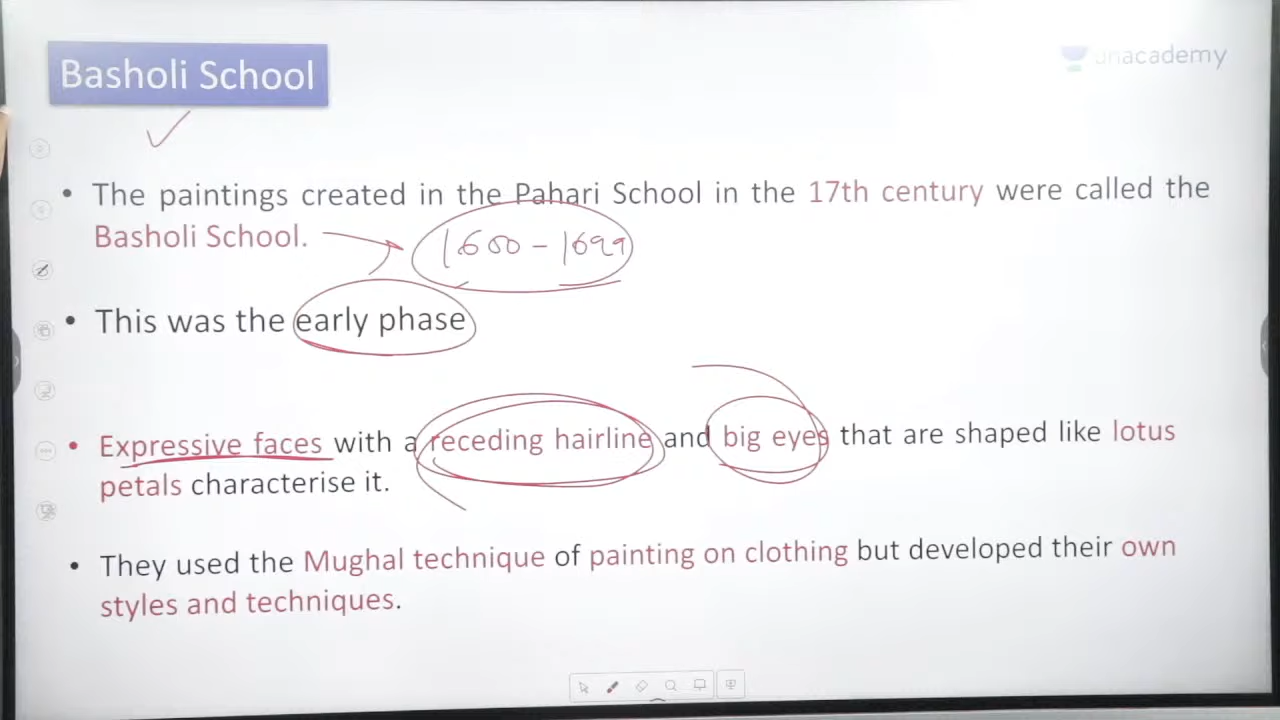 Basholi School
unacademy
• The paintings created in the Pahari School in the 17th century were called the
Basholi School.
1600 - 1699
• This was the early phase
• Expressive faces with a receding hairline and big eyes that are shaped like lotus
petals characterise it.
• They used the Mughal technique of painting on clothing but developed their own
styles and techniques.